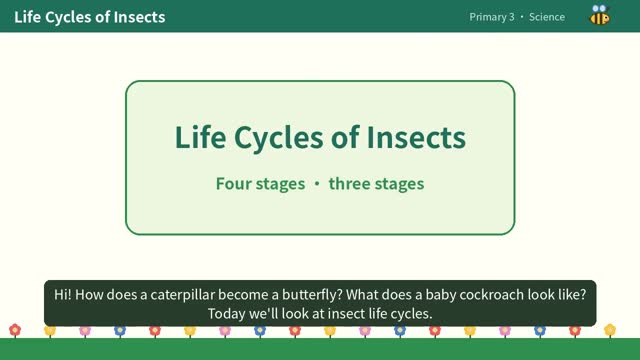 Life Cycles of Insects
Primary 3 • Science
Life Cycles of Insects
Four stages • three stages
Hi! How does a caterpillar become a butterfly? What does a baby cockroach look like?
Today we'll look at insect life cycles.